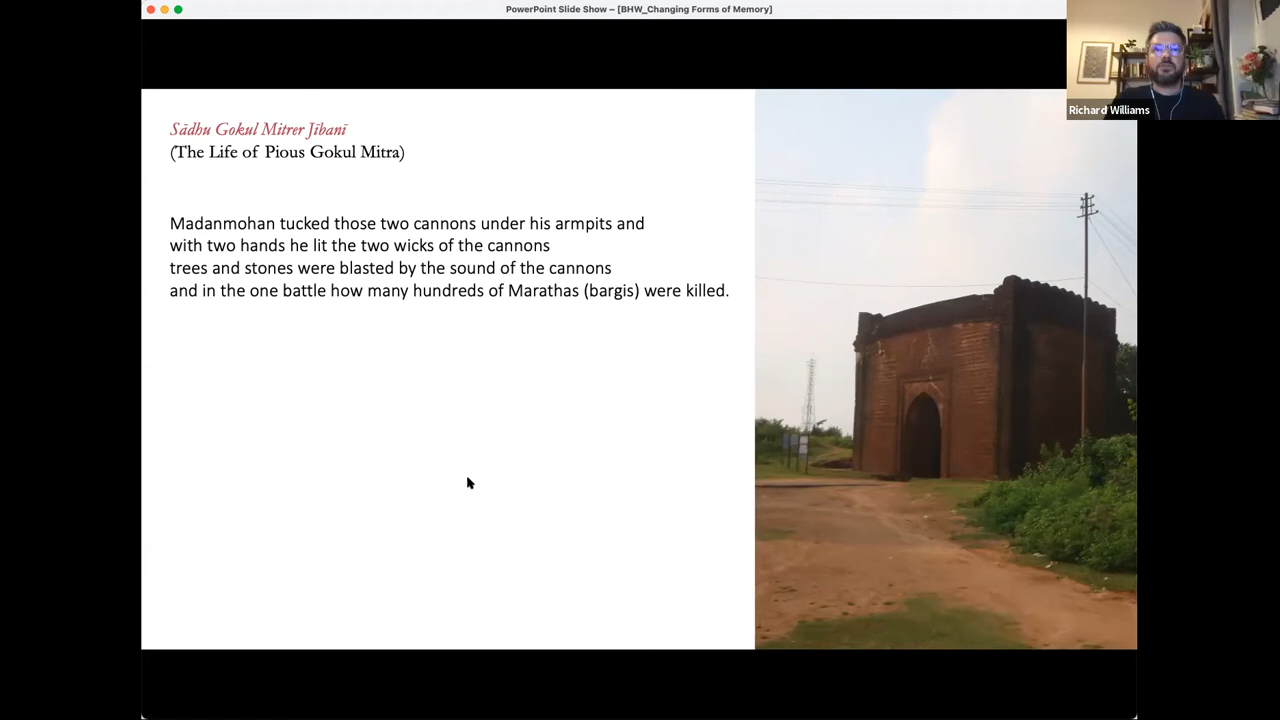 PowerPoint Slide Show – [BHW_Changing Forms of Memory]
Richard Williams
Sādhu Gokul Mitrer Jībanī
(The Life of Pious Gokul Mitra)
Madanmohan tucked those two cannons under his armpits and
with two hands he lit the two wicks of the cannons
trees and stones were blasted by the sound of the cannons
and in the one battle how many hundreds of Marathas (bargis) were killed.